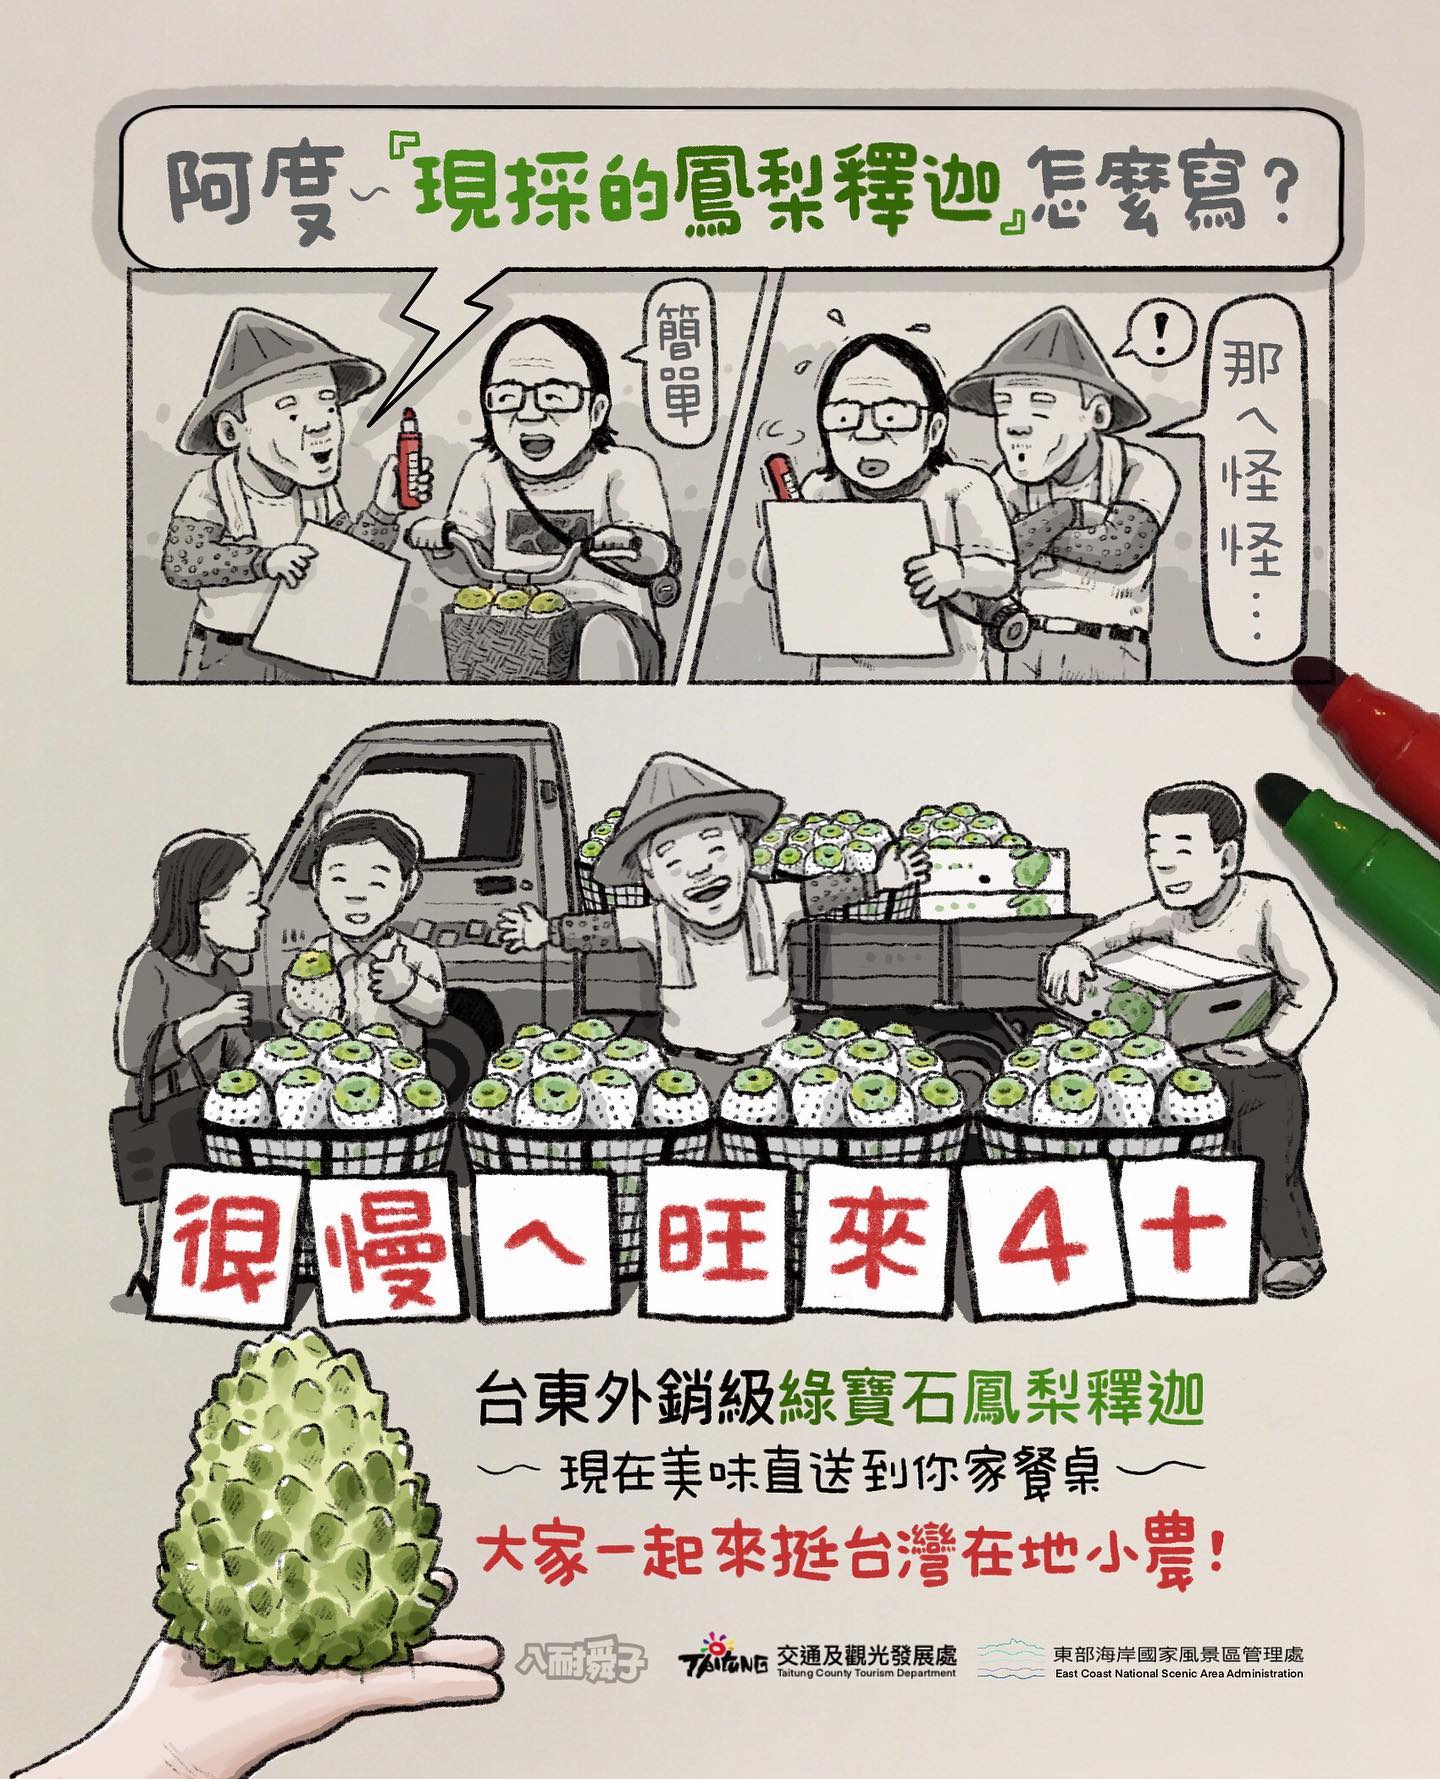 阿度~『現採的鳳梨釋迦』怎麼寫?
簡單
!
那ㄟ怪怪...
很慢ㄟ旺來4+
台東外銷級綠寶石鳳梨釋迦
~現在美味直送到你家餐桌~
大家一起來挺台灣在地小農!
八耐舜子
TAITUNG
交通及觀光發展處
Taitung County Tourism Department
東部海岸國家風景區管理處
East Coast National Scenic Area Administration